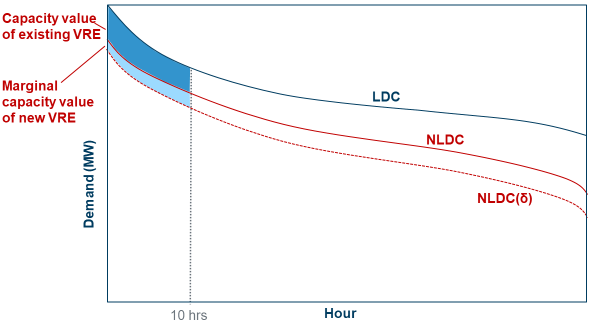 Capacity value
of existing VRE
Marginal
capacity value
of new VRE
LDC
NLDC
NLDC(δ)
Demand (MW)
10 hrs
Hour